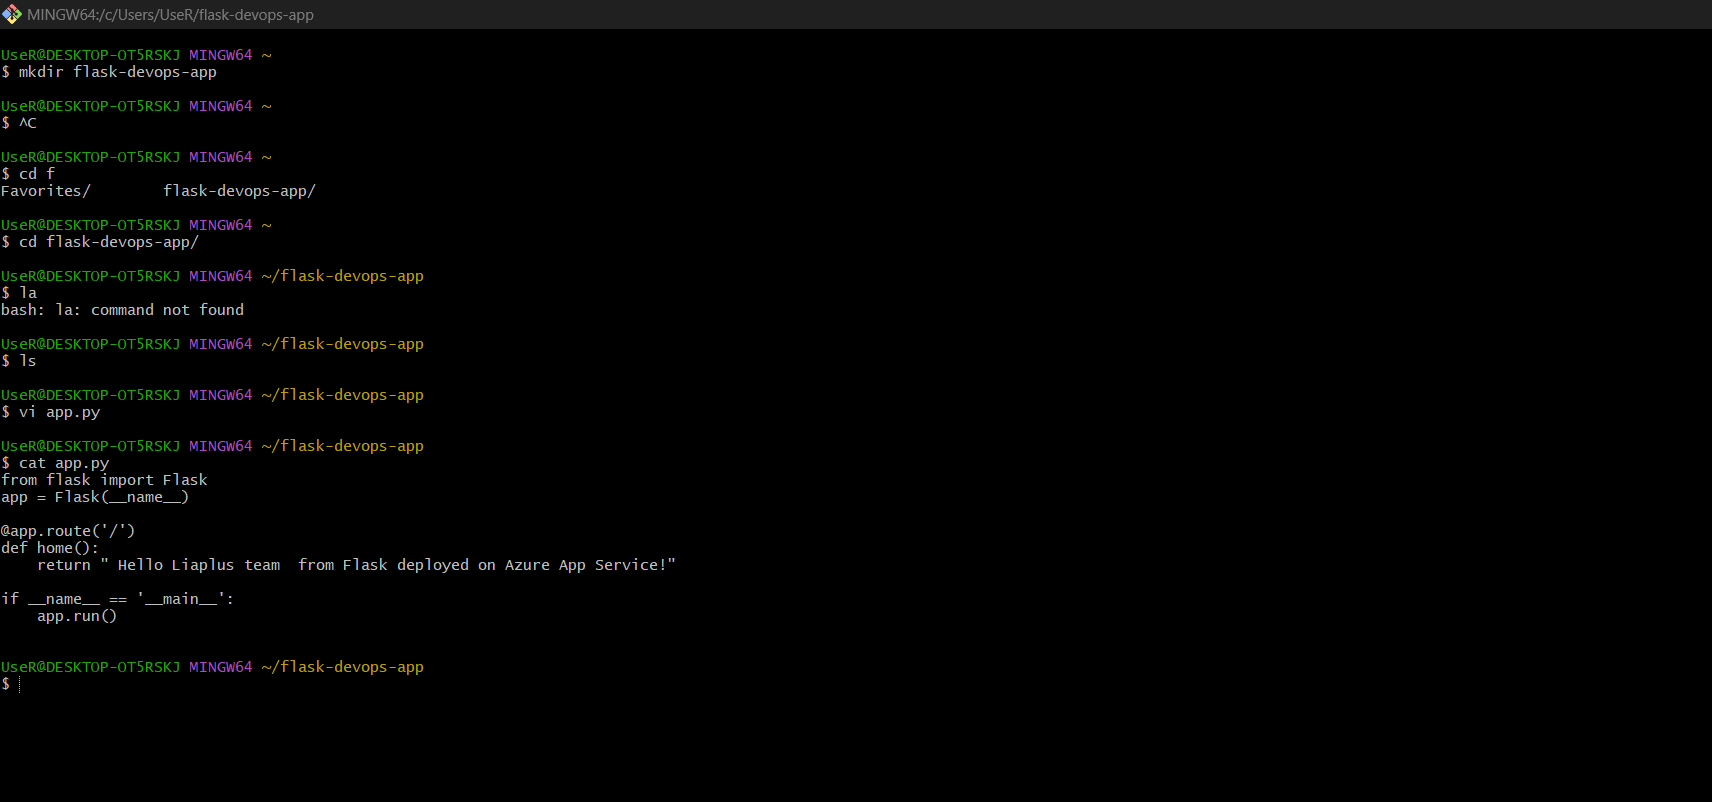 MINGW64:/c/Users/UseR/flask-devops-app
UseR@DESKTOP-OT5RSKJ MINGW64 ~
$ mkdir flask-devops-app
UseR@DESKTOP-OT5RSKJ MINGW64 ~
$ ^C
UseR@DESKTOP-OT5RSKJ MINGW64 ~
$ cd f
Favorites/        flask-devops-app/
UseR@DESKTOP-OT5RSKJ MINGW64 ~
$ cd flask-devops-app/
UseR@DESKTOP-OT5RSKJ MINGW64 ~/flask-devops-app
$ la
bash: la: command not found
UseR@DESKTOP-OT5RSKJ MINGW64 ~/flask-devops-app
$ ls
UseR@DESKTOP-OT5RSKJ MINGW64 ~/flask-devops-app
$ vi app.py
UseR@DESKTOP-OT5RSKJ MINGW64 ~/flask-devops-app
$ cat app.py
from flask import Flask
app = Flask(__name__)
@app.route('/')
def home():
    return " Hello Liaplus team  from Flask deployed on Azure App Service!"
if __name__ == '__main__':
    app.run()
UseR@DESKTOP-OT5RSKJ MINGW64 ~/flask-devops-app
$